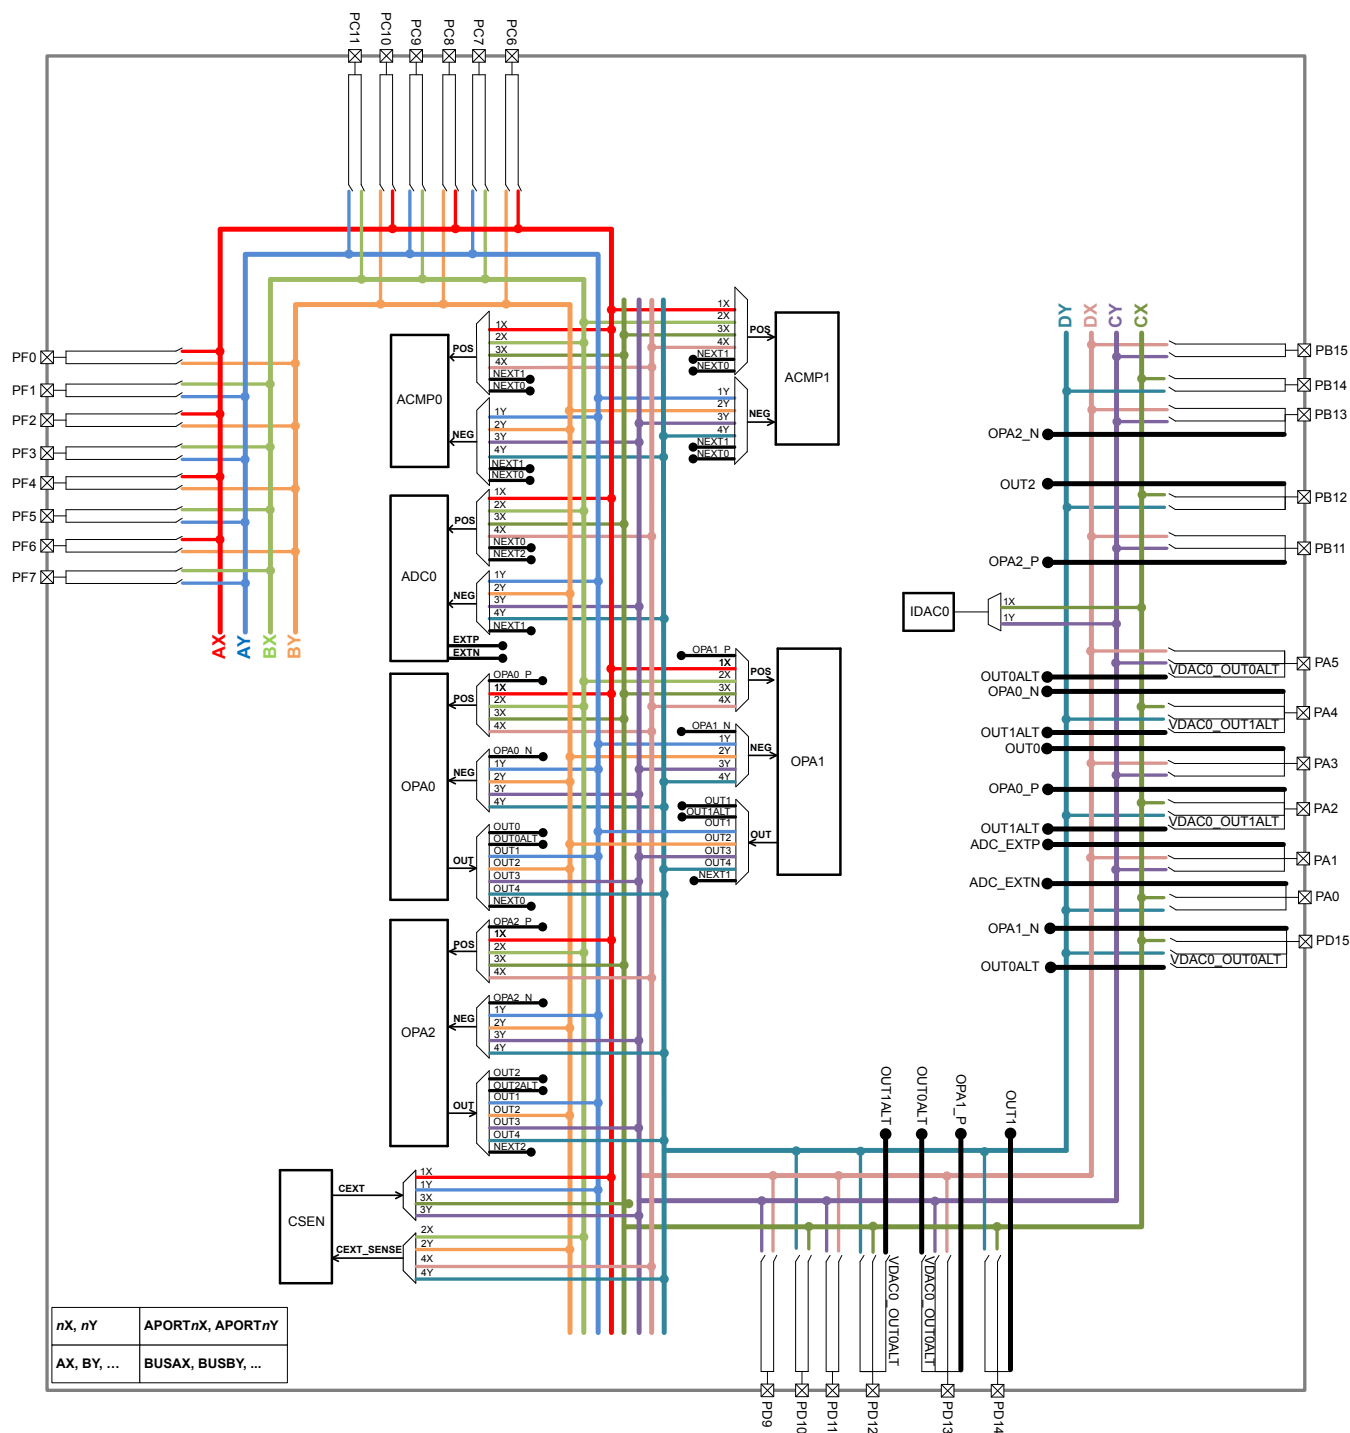 PC11
PC10
PC9
PC8
PC7
PC6
PF0
PF1
PF2
PF3
PF4
PF5
PF6
PF7
AX
AY
BX
BY
ACMP0
POS
1X
2X
3X
4X
NEXT1
NEXT0
NEG
1Y
2Y
3Y
4Y
NEXT1
NEXT0
ACMP1
POS
1X
2X
3X
4X
NEXT1
NEXT0
NEG
1Y
2Y
3Y
4Y
NEXT1
NEXT0
ADC0
POS
1X
2X
3X
4X
NEXT0
NEXT2
NEG
1Y
2Y
3Y
4Y
NEXT1
EXTP
EXTN
OPA0
POS
OPA0_P
1X
2X
3X
4X
NEG
OPA0_N
1Y
2Y
3Y
4Y
OUT
OUT0
OUT0ALT
OUT1
OUT2
OUT3
OUT4
NEXT0
OPA1
POS
OPA1_P
1X
2X
3X
4X
NEG
OPA1_N
1Y
2Y
3Y
4Y
OUT
OUT1
OUT1ALT
OUT1
OUT2
OUT3
OUT4
NEXT1
OPA2
POS
OPA2_P
1X
2X
3X
4X
NEG
OPA2_N
1Y
2Y
3Y
4Y
OUT
OUT2
OUT2ALT
OUT1
OUT2
OUT3
OUT4
NEXT2
CSEN
CEXT
1X
1Y
3X
3Y
CEXT_SENSE
2X
2Y
4X
4Y
DY
DX
CY
CX
PB15
PB14
PB13
OPA2_N
OUT2
PB12
PB11
OPA2_P
IDAC0
1X
1Y
PA5
OUT0ALT
VDAC0_OUT0ALT
OPA0_N
PA4
OUT1ALT
VDAC0_OUT1ALT
OUT0
PA3
OPA0_P
PA2
OUT1ALT
VDAC0_OUT1ALT
ADC_EXTP
PA1
ADC_EXTN
PA0
OPA1_N
PD15
OUT0ALT
VDAC0_OUT0ALT
OUT1ALT
OUT0ALT
OPA1_P
OUT1
VDAC0_OUT0ALT
VDAC0_OUT0ALT
PD9
PD10
PD11
PD12
PD13
PD14
nX, nY
APORTnX, APORTnY
AX, BY, ...
BUSAX, BUSBY, ...